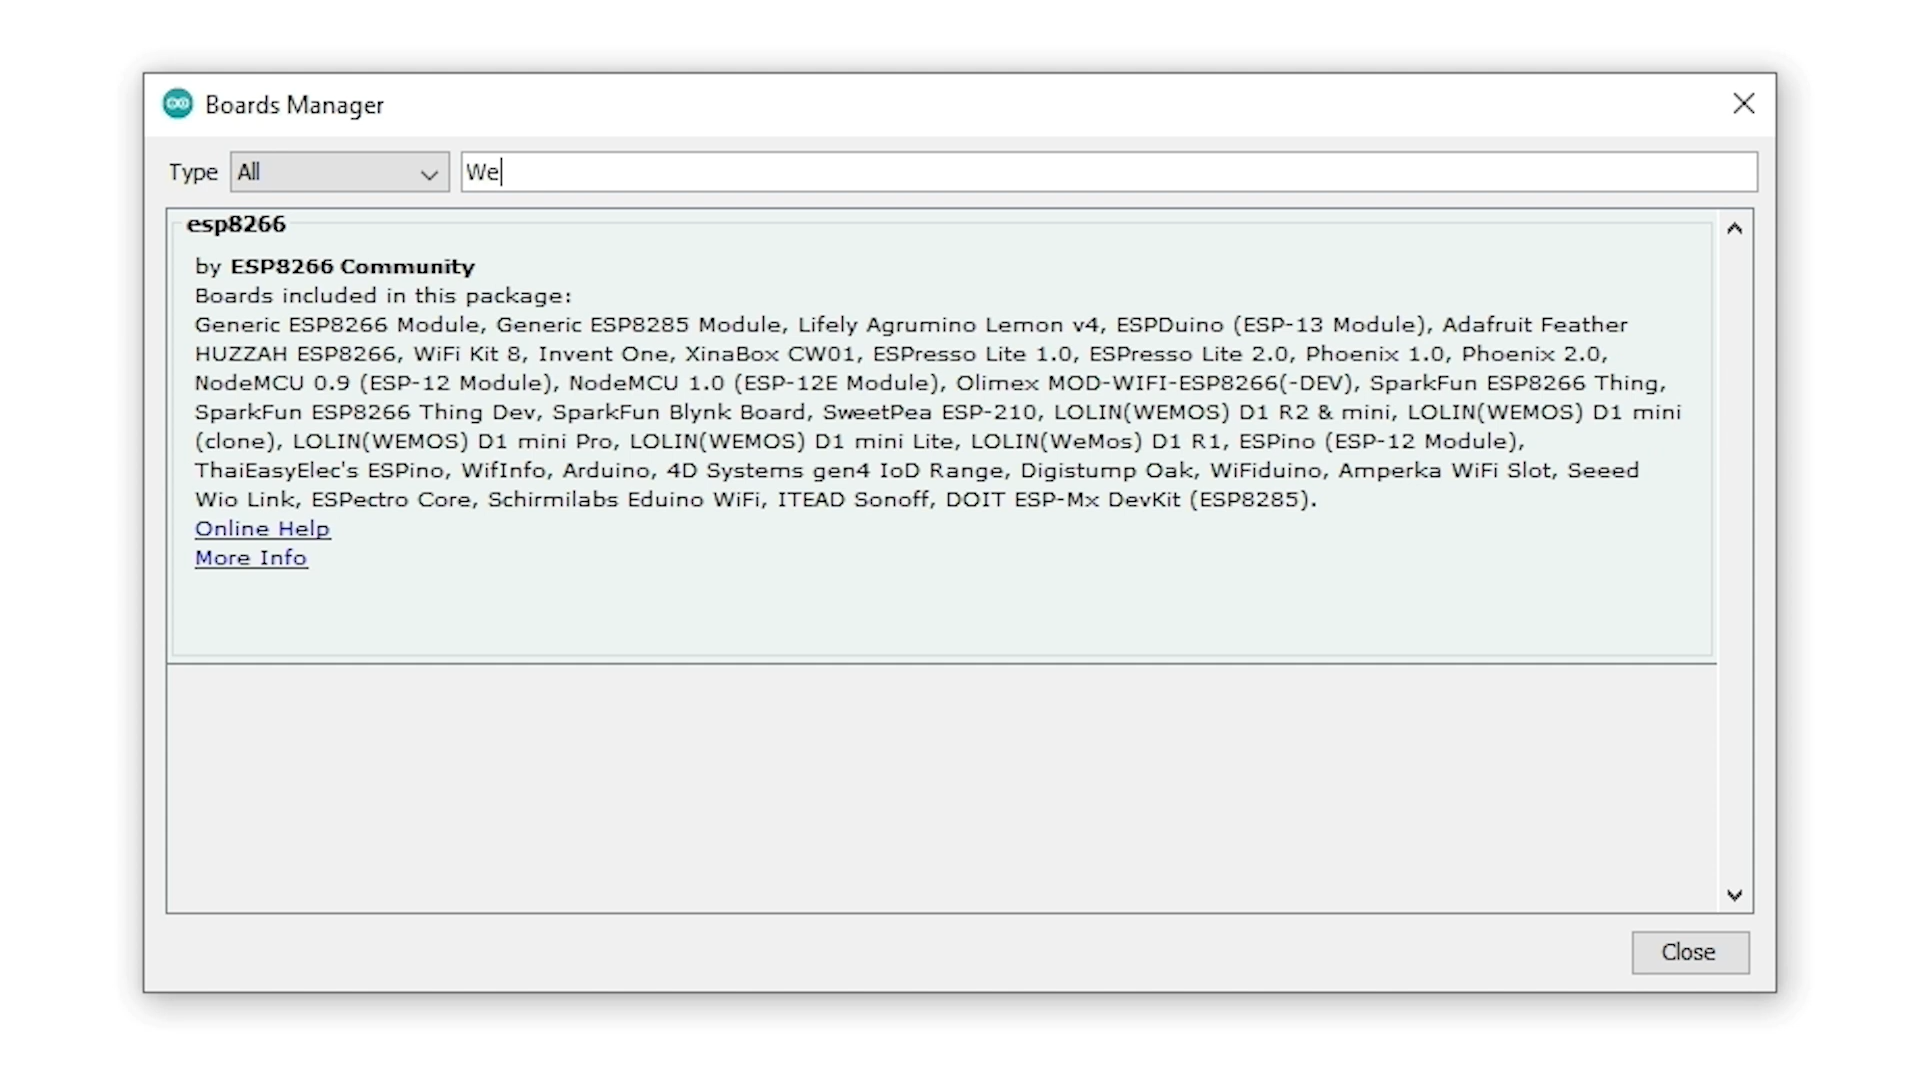 Boards Manager
Type All We
esp8266
by ESP8266 Community
Boards included in this package:
Generic ESP8266 Module, Generic ESP8285 Module, Lifely Agrumino Lemon v4, ESPDuino (ESP-13 Module), Adafruit Feather
HUZZAH ESP8266, WiFi Kit 8, Invent One, XinaBox CW01, ESPresso Lite 1.0, ESPresso Lite 2.0, Phoenix 1.0, Phoenix 2.0,
NodeMCU 0.9 (ESP-12 Module), NodeMCU 1.0 (ESP-12E Module), Olimex MOD-WIFI-ESP8266(-DEV), SparkFun ESP8266 Thing,
SparkFun ESP8266 Thing Dev, SparkFun Blynk Board, SweetPea ESP-210, LOLIN(WEMOS) D1 R2 & mini, LOLIN(WEMOS) D1 mini
(clone), LOLIN(WEMOS) D1 mini Pro, LOLIN(WEMOS) D1 mini Lite, LOLIN(WeMos) D1 R1, ESPino (ESP-12 Module),
ThaiEasyElec's ESPino, WifInfo, Arduino, 4D Systems gen4 IoD Range, Digistump Oak, WiFiduino, Amperka WiFi Slot, Seeed
Wio Link, ESPectro Core, Schirmilabs Eduino WiFi, ITEAD Sonoff, DOIT ESP-Mx DevKit (ESP8285).
Online Help
More Info
Close